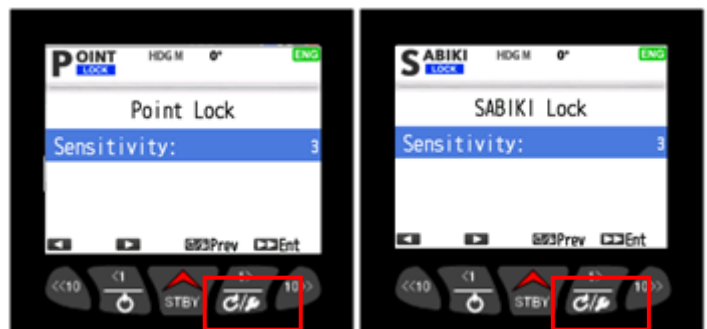 POINT HDG M 0° ENG
LOCK
Point Lock
Sensitivity: 3
Prev Ent
<<10 <1 STBY 1> 10>>
SABIKI HDG M 0° ENG
LOCK
SABIKI Lock
Sensitivity: 3
Prev Ent
<<10 <1 STBY 1> 10>>